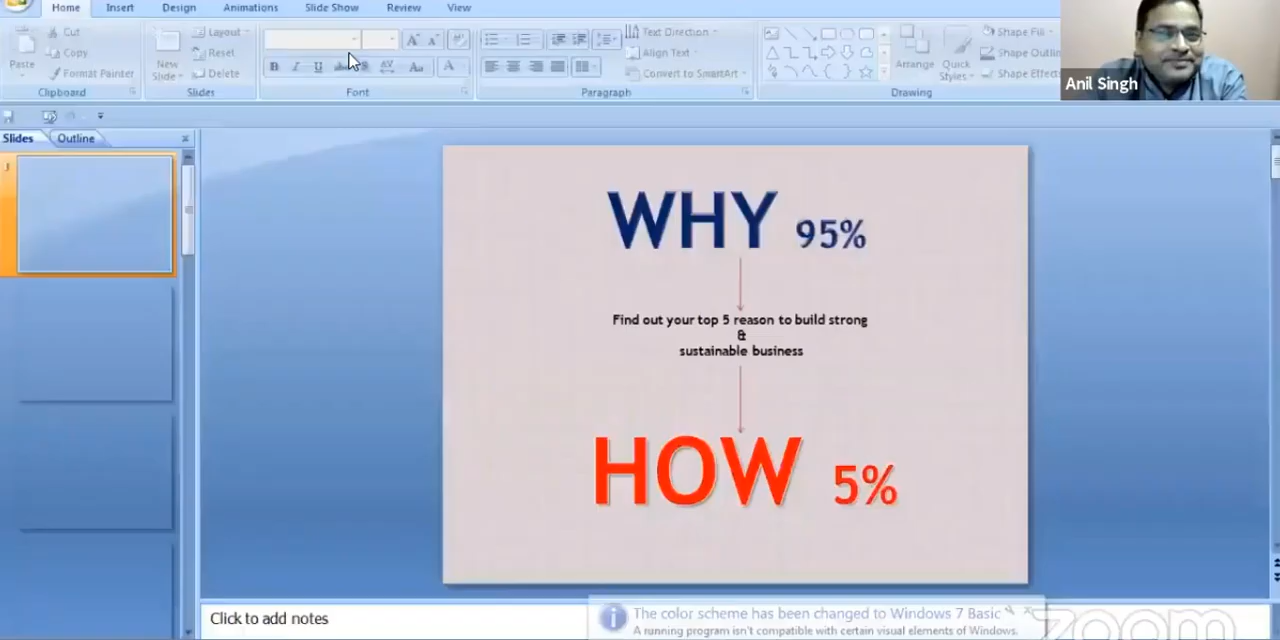 Home Insert Design Animations Slide Show Review View
Cut
Copy
Format Painter
Paste
Clipboard
New
Slide
Layout
Reset
Delete
Slides
B I U abc S AV Aa A
Font
Paragraph
Text Direction
Align Text
Convert to SmartArt
Arrange
Quick
Styles
Shape Fill
Shape Outlin
Shape Effects
Drawing
Anil Singh
Slides Outline
WHY 95%
Find out your top 5 reason to build strong
&
sustainable business
HOW 5%
Click to add notes
The color scheme has been changed to Windows 7 Basic
A running program isn't compatible with certain visual elements of Windows.
zoom